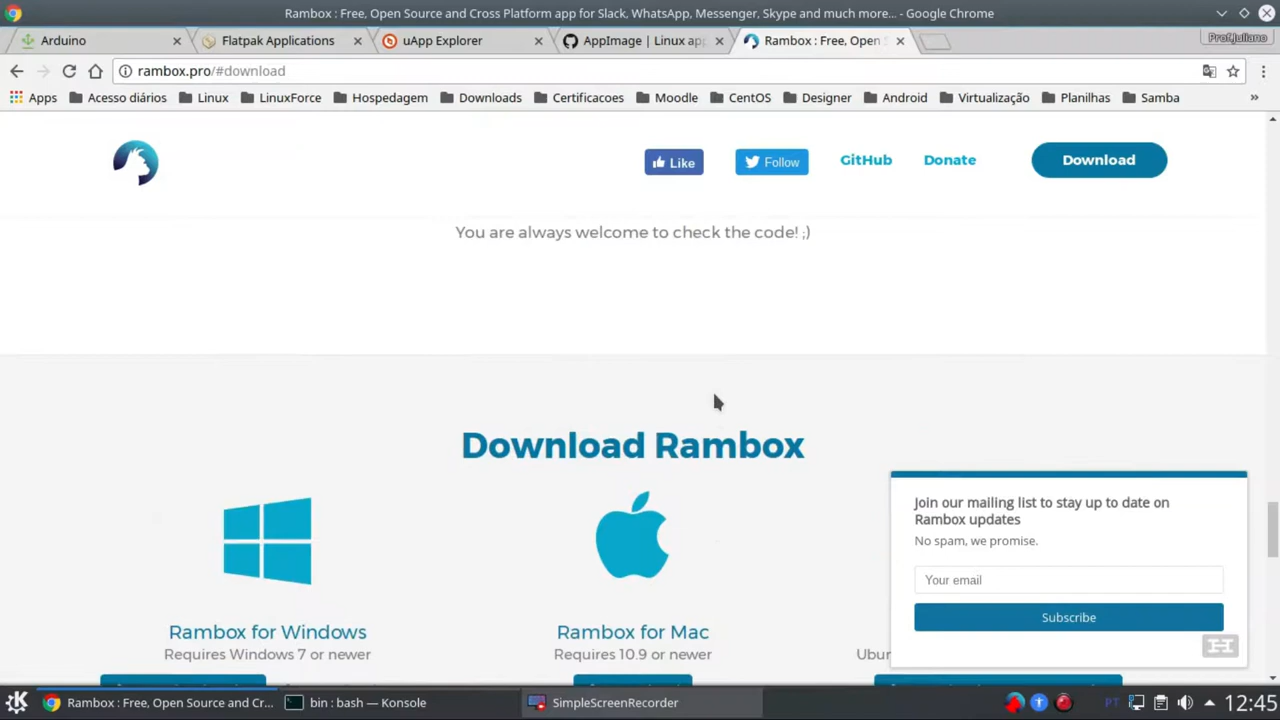 Rambox : Free, Open Source and Cross Platform app for Slack, WhatsApp, Messenger, Skype and much more... - Google Chrome
Arduino
Flatpak Applications
uApp Explorer
AppImage | Linux ap
Rambox : Free, Open S
Prof.Juliano
rambox.pro/#download
Apps
Acesso diários
Linux
LinuxForce
Hospedagem
Downloads
Certificacoes
Moodle
CentOS
Designer
Android
Virtualização
Planilhas
Samba
»
Like
Follow
GitHub
Donate
Download
You are always welcome to check the code! ;)
Download Rambox
Join our mailing list to stay up to date on
Rambox updates
No spam, we promise.
Your email
Subscribe
Rambox for Windows
Requires Windows 7 or newer
Rambox for Mac
Requires 10.9 or newer
Ubun
Rambox : Free, Open Source and Cr...
bin : bash — Konsole
SimpleScreenRecorder
PT
12:45